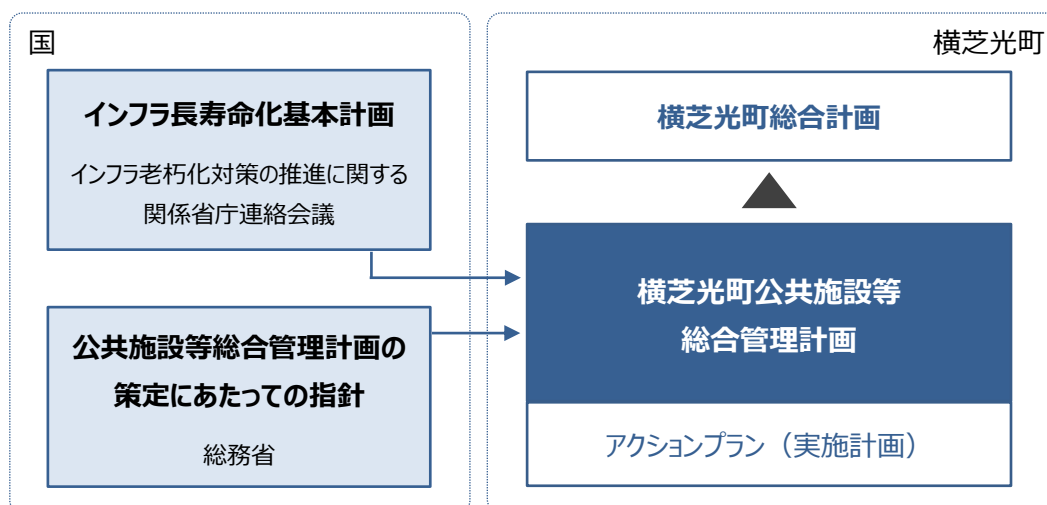 国
インフラ長寿命化基本計画
インフラ老朽化対策の推進に関する
関係省庁連絡会議
公共施設等総合管理計画の
策定にあたっての指針
総務省
横芝光町
横芝光町総合計画
横芝光町公共施設等
総合管理計画
アクションプラン（実施計画）